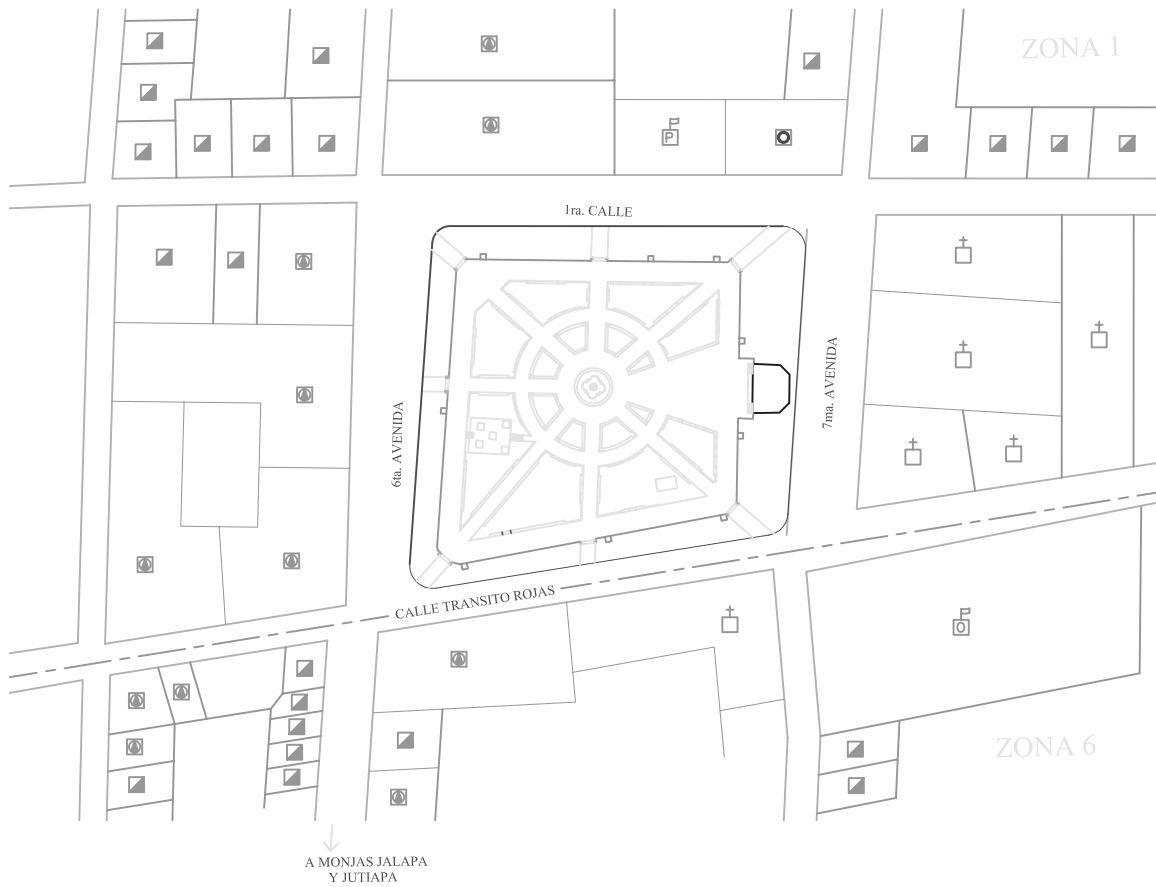 ZONA 1
P
1ra. CALLE
6ta. AVENIDA
7ma. AVENIDA
CALLE TRANSITO ROJAS
O
ZONA 6
A MONJAS JALAPA
Y JUTIAPA